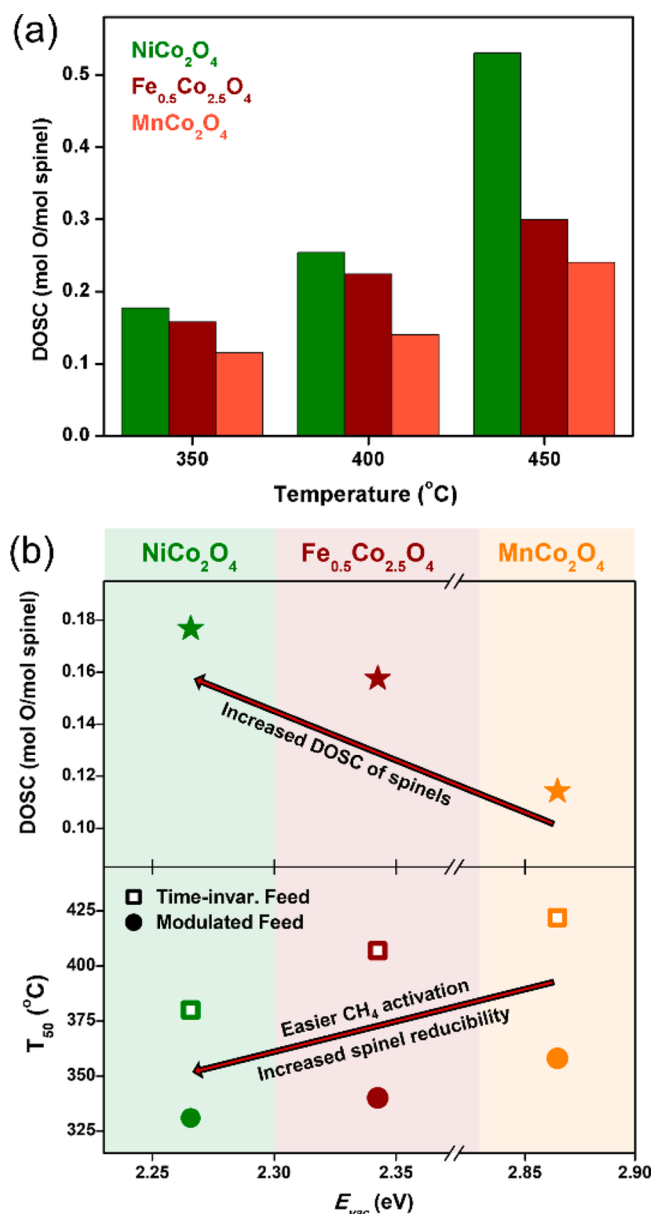 (a)
NiCo₂O₄
Fe₀.₅Co₂.₅O₄
MnCo₂O₄
DOSC (mol O/mol spinel)
0.5
0.4
0.3
0.2
0.1
0.0
350
400
450
Temperature (°C)
(b)
NiCo₂O₄
Fe₀.₅Co₂.₅O₄
MnCo₂O₄
DOSC (mol O/mol spinel)
0.18
0.16
0.14
0.12
0.10
Increased DOSC of spinels
Time-invar. Feed
Modulated Feed
T₅₀ (°C)
425
400
375
350
325
Easier CH₄ activation
Increased spinel reducibility
2.25
2.30
2.35
2.85
2.90
E_vac (eV)